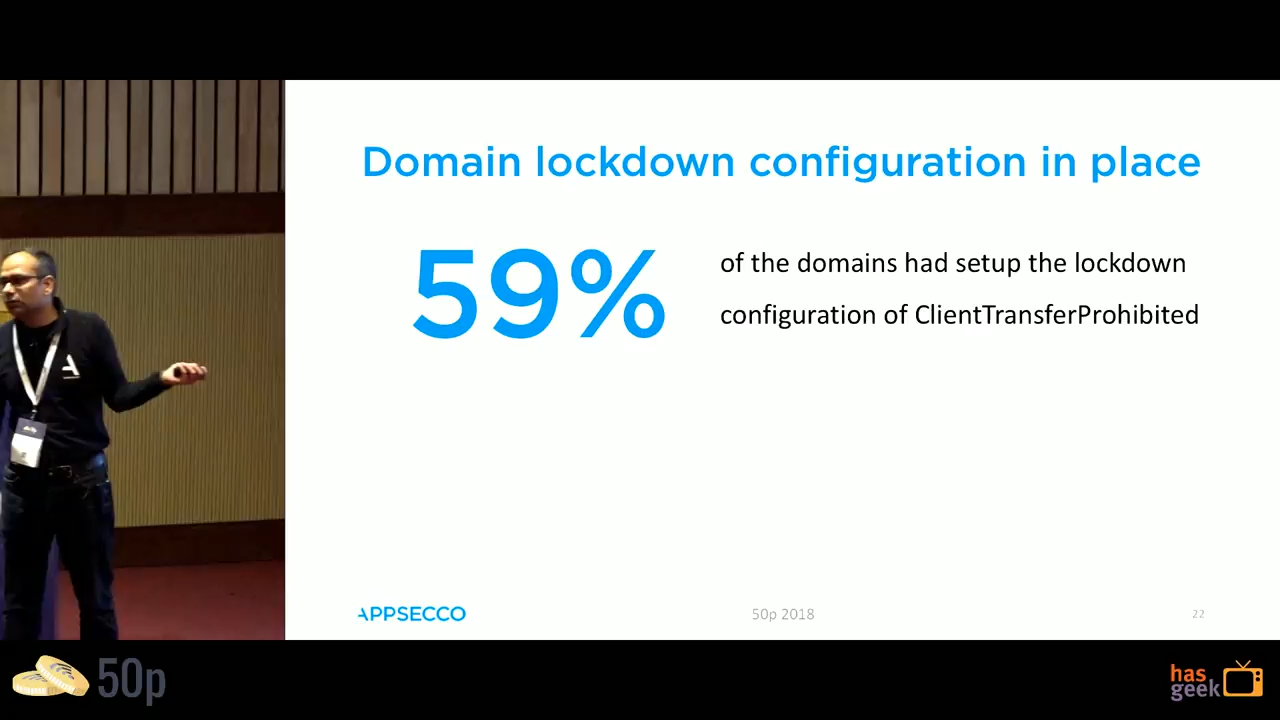 Domain lockdown configuration in place
59%
of the domains had setup the lockdown
configuration of ClientTransferProhibited
APPSECCO
50p 2018
22
50p
has
geek